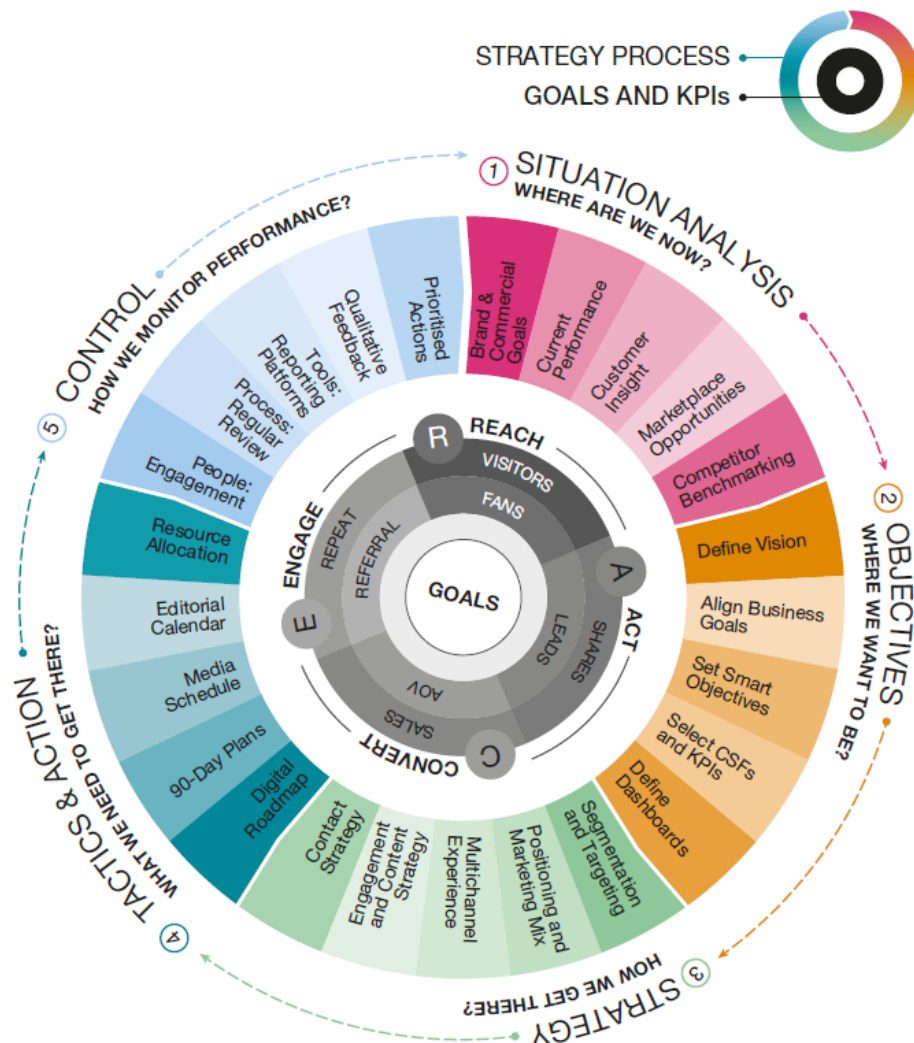 STRATEGY PROCESS
GOALS AND KPIs
1
SITUATION ANALYSIS
WHERE ARE WE NOW?
Brand &
Commercial
Goals
Current
Performance
Customer
Insight
Marketplace
Opportunities
Competitor
Benchmarking
2
OBJECTIVES
WHERE WE WANT TO BE?
Define Vision
Align Business
Goals
Set Smart
Objectives
Select CSFs
and KPIs
Define
Dashboards
3
STRATEGY
HOW WE GET THERE?
Segmentation
and Targeting
Positioning and
Marketing Mix
Multichannel
Experience
Engagement
and Content
Strategy
Contact
Strategy
4
TACTICS & ACTION
WHAT WE NEED TO GET THERE?
Digital
Roadmap
90-Day Plans
Media
Schedule
Editorial
Calendar
Resource
Allocation
5
CONTROL
HOW WE MONITOR PERFORMANCE?
People:
Engagement
Process:
Regular
Review
Tools:
Reporting
Platforms
Qualitative
Feedback
Prioritised
Actions
R
REACH
VISITORS
FANS
A
ACT
SHARES
LEADS
C
CONVERT
SALES
AOV
E
ENGAGE
REPEAT
REFERRAL
GOALS